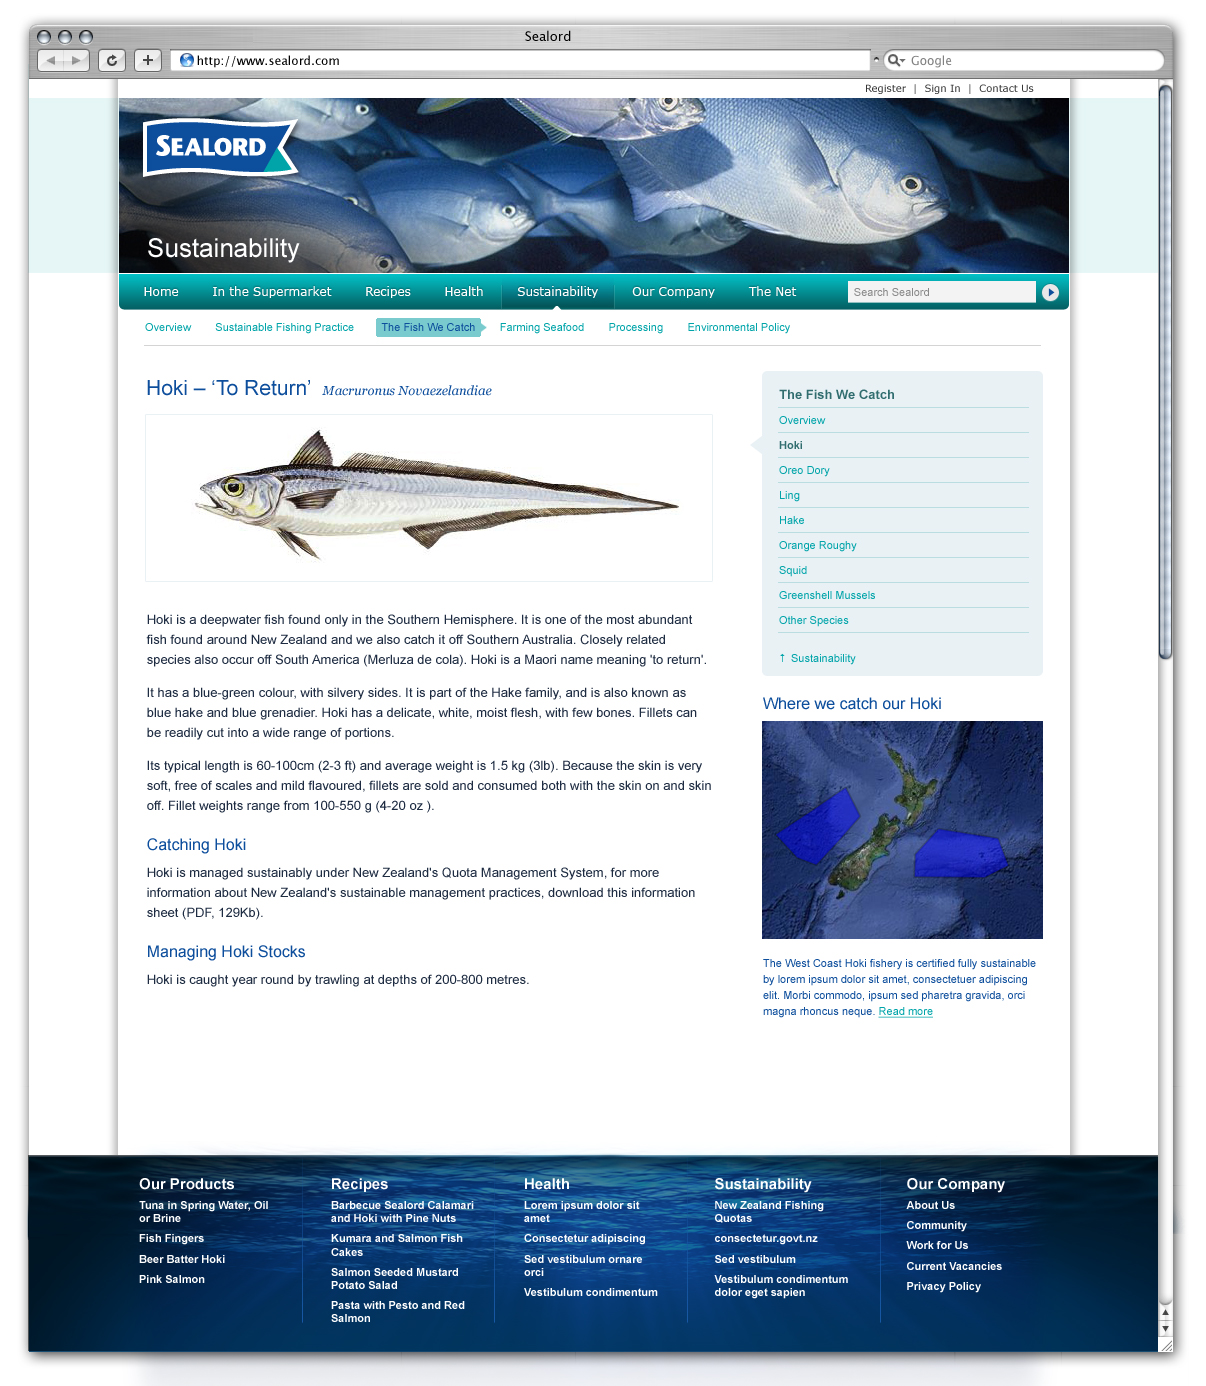 Sealord
http://www.sealord.com
Google
Register | Sign In | Contact Us
SEALORD
Sustainability
Home In the Supermarket Recipes Health Sustainability Our Company The Net Search Sealord
Overview Sustainable Fishing Practice The Fish We Catch Farming Seafood Processing Environmental Policy
Hoki – ‘To Return’ Macruronus Novaezelandiae
Hoki is a deepwater fish found only in the Southern Hemisphere. It is one of the most abundant
fish found around New Zealand and we also catch it off Southern Australia. Closely related
species also occur off South America (Merluza de cola). Hoki is a Maori name meaning 'to return'.
It has a blue-green colour, with silvery sides. It is part of the Hake family, and is also known as
blue hake and blue grenadier. Hoki has a delicate, white, moist flesh, with few bones. Fillets can
be readily cut into a wide range of portions.
Its typical length is 60-100cm (2-3 ft) and average weight is 1.5 kg (3lb). Because the skin is very
soft, free of scales and mild flavoured, fillets are sold and consumed both with the skin on and skin
off. Fillet weights range from 100-550 g (4-20 oz ).
Catching Hoki
Hoki is managed sustainably under New Zealand's Quota Management System, for more
information about New Zealand's sustainable management practices, download this information
sheet (PDF, 129Kb).
Managing Hoki Stocks
Hoki is caught year round by trawling at depths of 200-800 metres.
The Fish We Catch
Overview
Hoki
Oreo Dory
Ling
Hake
Orange Roughy
Squid
Greenshell Mussels
Other Species
↑ Sustainability
Where we catch our Hoki
The West Coast Hoki fishery is certified fully sustainable
by lorem ipsum dolor sit amet, consectetuer adipiscing
elit. Morbi commodo, ipsum sed pharetra gravida, orci
magna rhoncus neque. Read more
Our Products
Tuna in Spring Water, Oil
or Brine
Fish Fingers
Beer Batter Hoki
Pink Salmon
Recipes
Barbecue Sealord Calamari
and Hoki with Pine Nuts
Kumara and Salmon Fish
Cakes
Salmon Seeded Mustard
Potato Salad
Pasta with Pesto and Red
Salmon
Health
Lorem ipsum dolor sit
amet
Consectetur adipiscing
Sed vestibulum ornare
orci
Vestibulum condimentum
Sustainability
New Zealand Fishing
Quotas
consectetur.govt.nz
Sed vestibulum
Vestibulum condimentum
dolor eget sapien
Our Company
About Us
Community
Work for Us
Current Vacancies
Privacy Policy